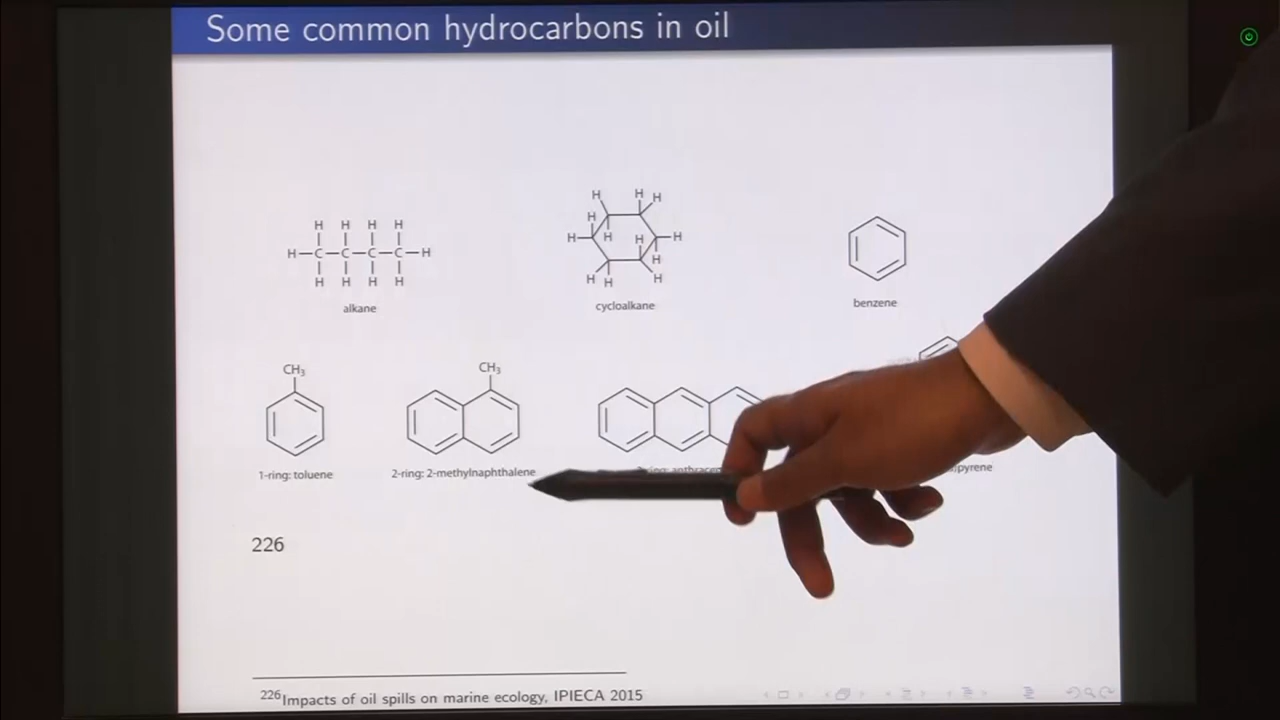 Some common hydrocarbons in oil
H H H H
H C C C C H
H H H H
alkane
H H H
H
H H H H
H
H H H
cycloalkane
benzene
CH3
1-ring: toluene
CH3
2-ring: 2-methylnaphthalene
226
226Impacts of oil spills on marine ecology, IPIECA 2015